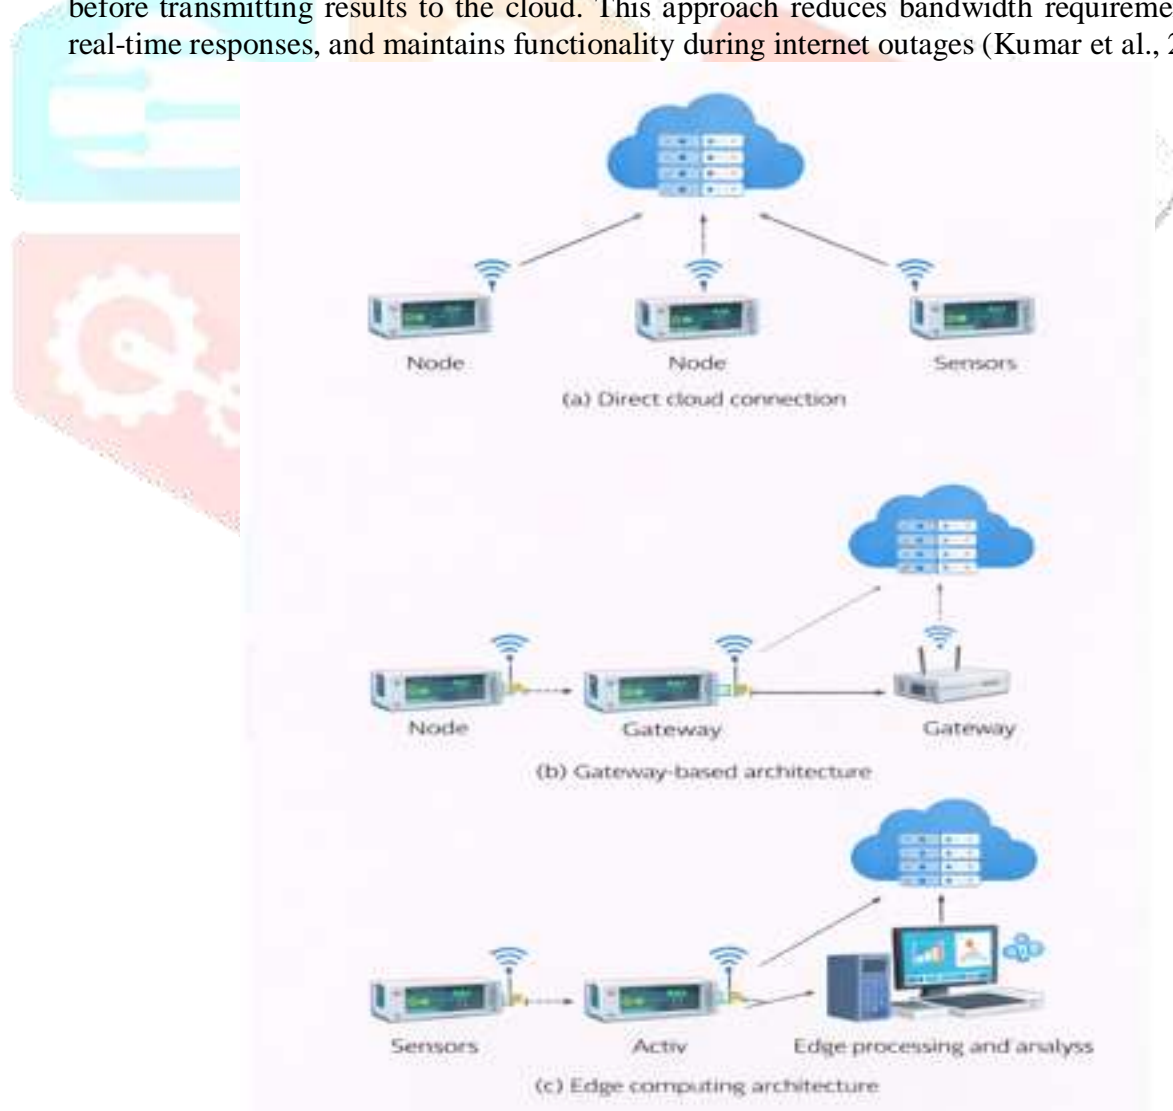 before transmitting results to the cloud. This approach reduces bandwidth requireme
real-time responses, and maintains functionality during internet outages (Kumar et al., 2
Node Node Sensors
(a) Direct cloud connection
Node Gateway Gateway
(b) Gateway-based architecture
Sensors Activ Edge processing and analyss
(c) Edge computing architecture